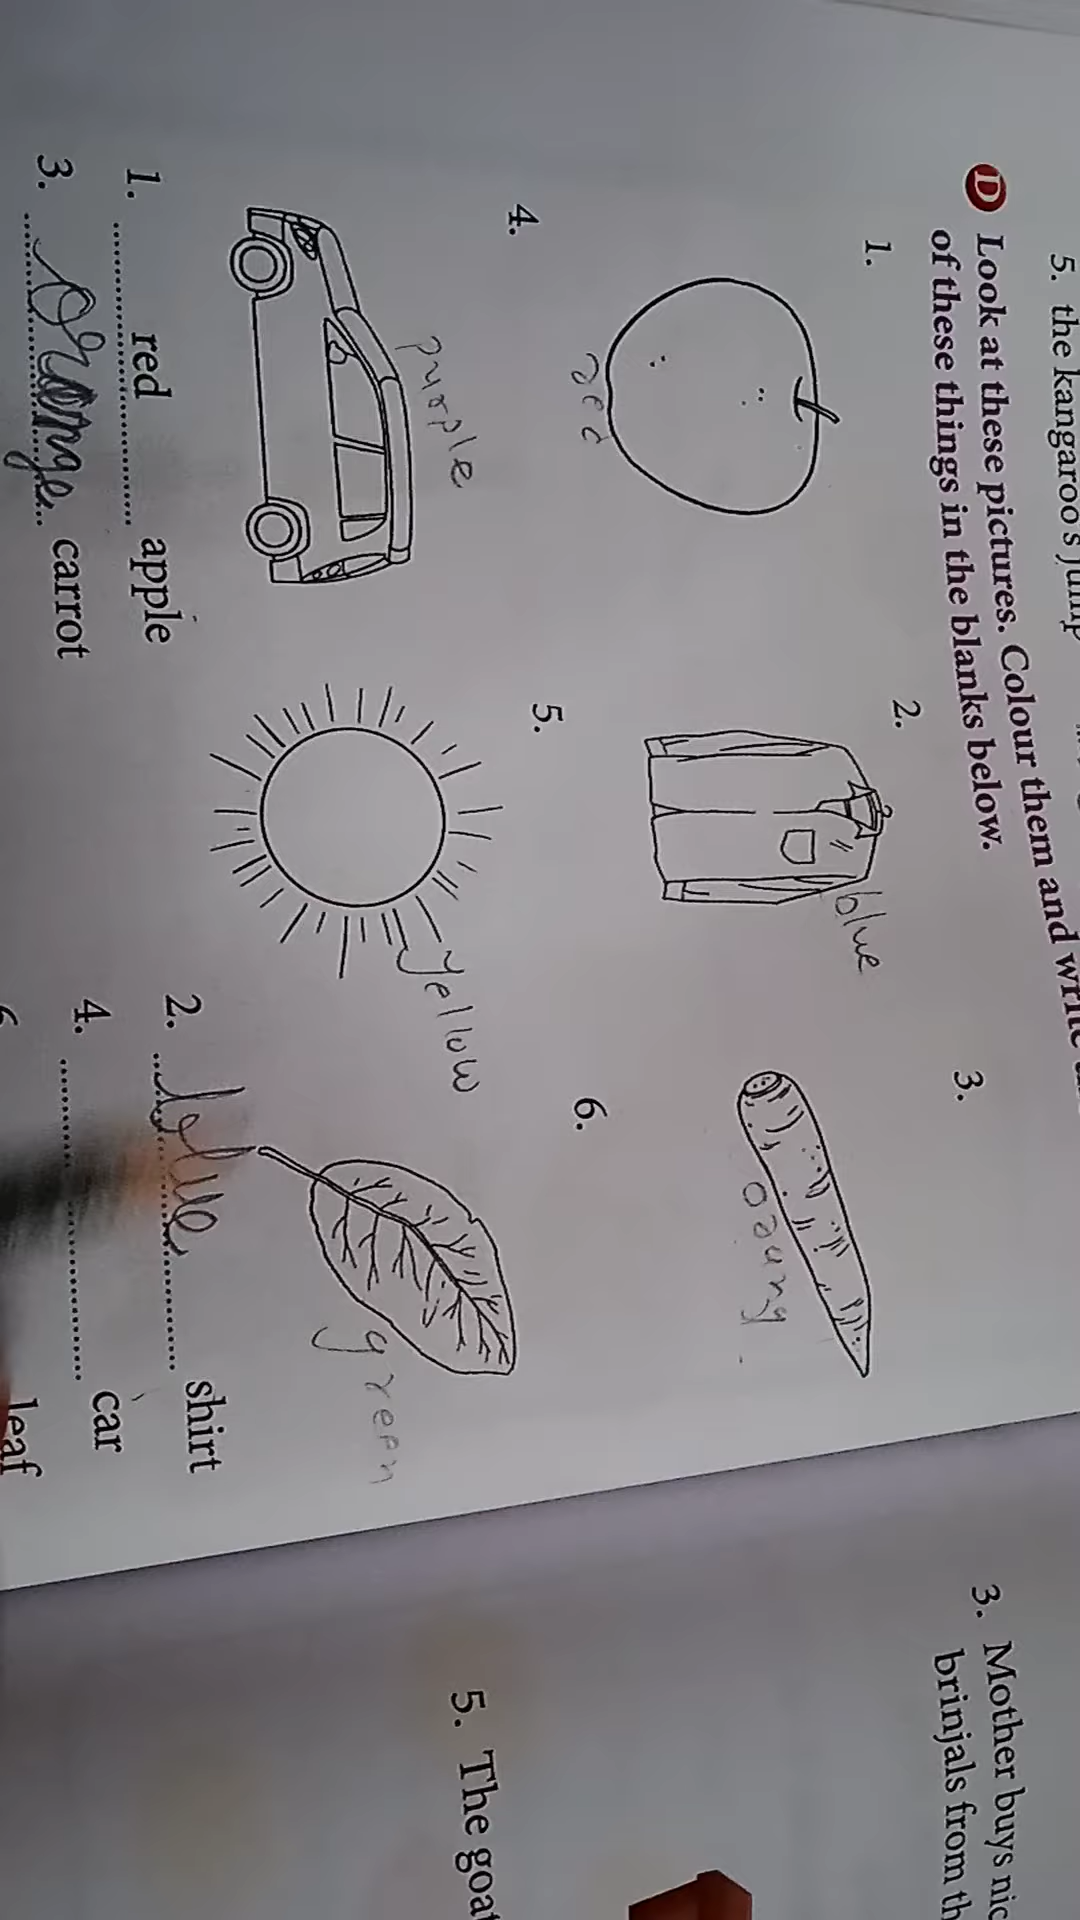 5. the kangaroo's jump
D Look at these pictures. Colour them and write
of these things in the blanks below.
1.
2.
3.
red
blue
oaung
4.
5.
6.
purple
yellow
green
1. red apple
2. blue shirt
3. orange carrot
4. car
leaf
3. Mother buys
brinjals from
5. The goat